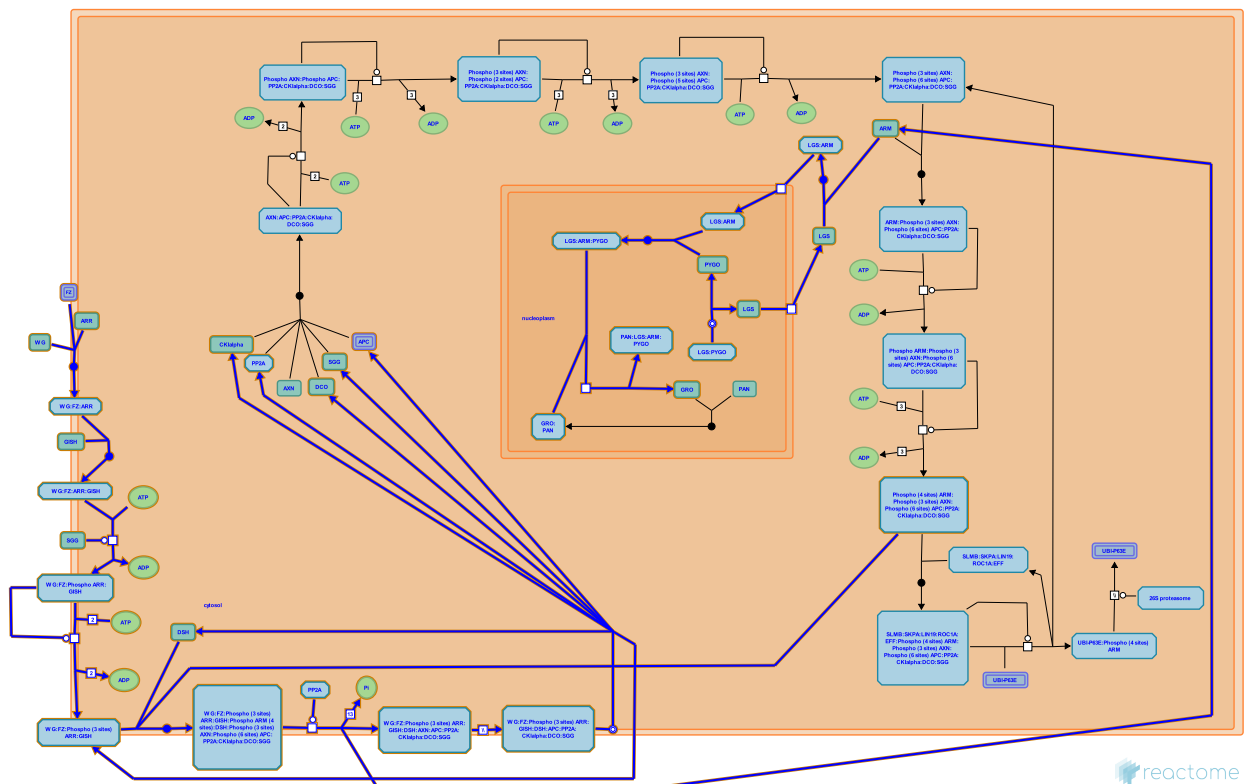 Phospho AXN:Phospho APC:
PP2A:CKIalpha:DCO:SGG
Phospho (3 sites) AXN:
Phospho (2 sites) APC:
PP2A:CKIalpha:DCO:SGG
Phospho (3 sites) AXN:
Phospho (5 sites) APC:
PP2A:CKIalpha:DCO:SGG
Phospho (3 sites) AXN:
Phospho (6 sites) APC:
PP2A:CKIalpha:DCO:SGG
3
3
3
3
ADP
ATP
ADP
ATP
ADP
ATP
ADP
2
2
ATP
ARM
LGS:ARM
AXN:APC:PP2A:CKIalpha:
DCO:SGG
ARM:Phospho (3 sites) AXN:
Phospho (6 sites) APC:PP2A:
CKIalpha:DCO:SGG
LGS:ARM
LGS:ARM:PYGO
PYGO
LGS
ATP
ADP
FZ
ARR
WG
nucleoplasm
LGS
PAN:LGS:ARM:
PYGO
LGS:PYGO
CKIalpha
PP2A
AXN
DCO
SGG
APC
Phospho ARM:Phospho (3
sites) AXN:Phospho (6
sites) APC:PP2A:CKIalpha:
DCO:SGG
GRO
PAN
GRO:
PAN
ATP
3
ADP
3
WG:FZ:ARR
GISH
WG:FZ:ARR:GISH
ATP
SGG
ADP
WG:FZ:Phospho ARR:
GISH
2
ATP
2
ADP
cytosol
DSH
Phospho (4 sites) ARM:
Phospho (3 sites) AXN:
Phospho (6 sites) APC:PP2A:
CKIalpha:DCO:SGG
SLMB:SKPA:LIN19:
ROC1A:EFF
UBI-P63E
26S proteasome
SLMB:SKPA:LIN19:ROC1A:
EFF:Phospho (4 sites) ARM:
Phospho (3 sites) AXN:
Phospho (6 sites) APC:PP2A:
CKIalpha:DCO:SGG
UBI-P63E:Phospho (4 sites)
ARM
UBI-P63E
WG:FZ:Phospho (3 sites)
ARR:GISH
WG:FZ:Phospho (3 sites)
ARR:GISH:Phospho ARM (4
sites):DSH:Phospho (3 sites)
AXN:Phospho (6 sites) APC:
PP2A:CKIalpha:DCO:SGG
PP2A
Pi
13
WG:FZ:Phospho (3 sites) ARR:
GISH:DSH:AXN:APC:PP2A:
CKIalpha:DCO:SGG
WG:FZ:Phospho (3 sites) ARR:
GISH:DSH:APC:PP2A:
CKIalpha:DCO:SGG
reactome